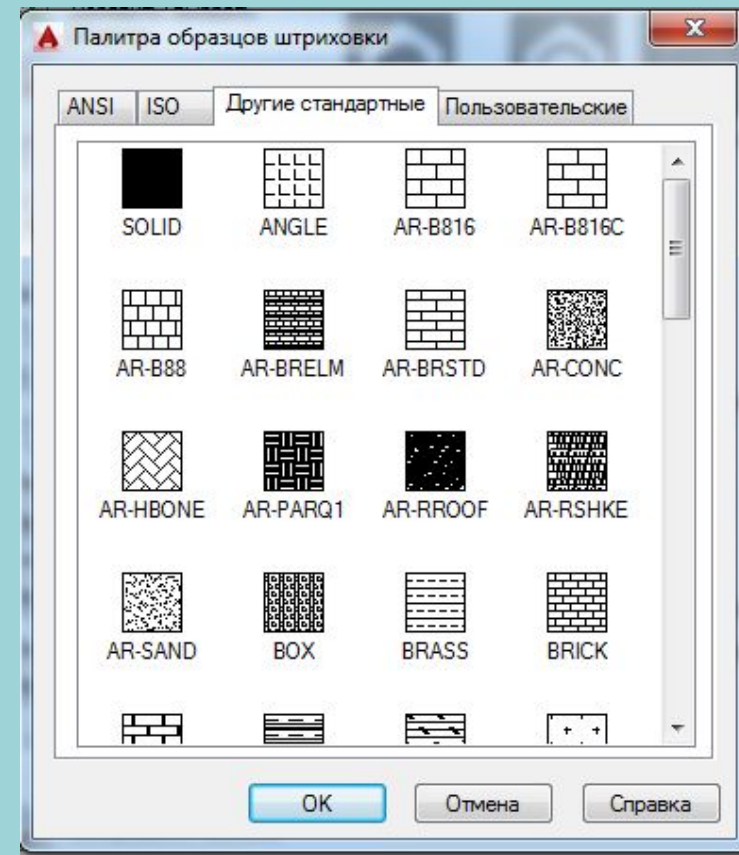 Палитра образцов штриховки
ANSI ISO Другие стандартные Пользовательские
SOLID ANGLE AR-B816 AR-B816C
AR-B88 AR-BRELM AR-BRSTD AR-CONC
AR-HBONE AR-PARQ1 AR-RROOF AR-RSHKE
AR-SAND BOX BRASS BRICK
OK Отмена Справка